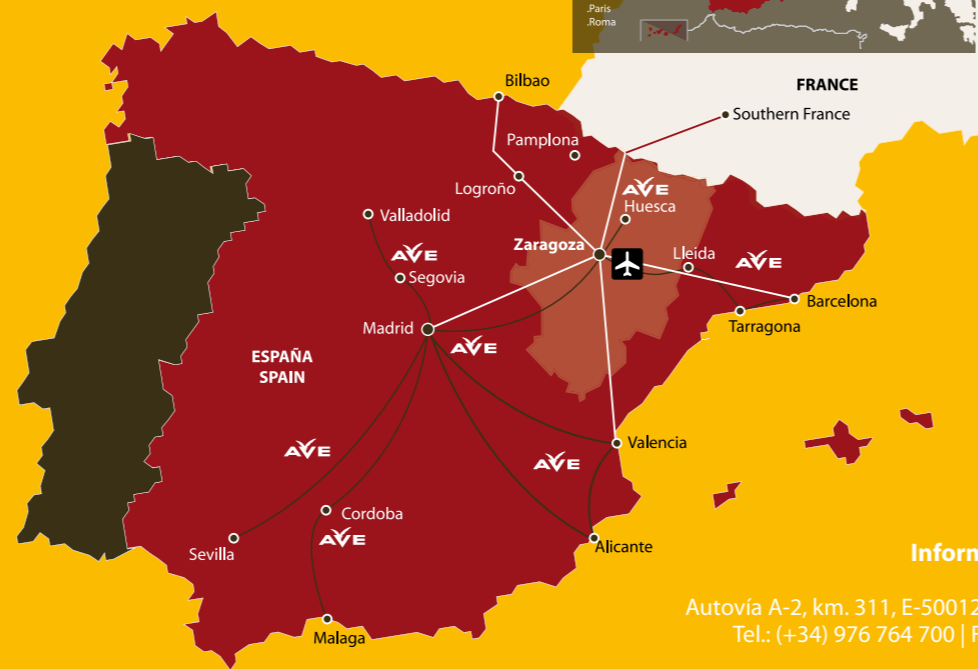 .Paris
.Roma
Bilbao
FRANCE
Southern France
Pamplona
Logroño
AVE
Huesca
Valladolid
Zaragoza
AVE
Lleida
AVE
Segovia
Barcelona
Madrid
Tarragona
AVE
ESPAÑA
SPAIN
Valencia
AVE
AVE
Cordoba
AVE
Sevilla
Alicante
Malaga
Inform
Autovía A-2, km. 311, E-50012
Tel.: (+34) 976 764 700 | F